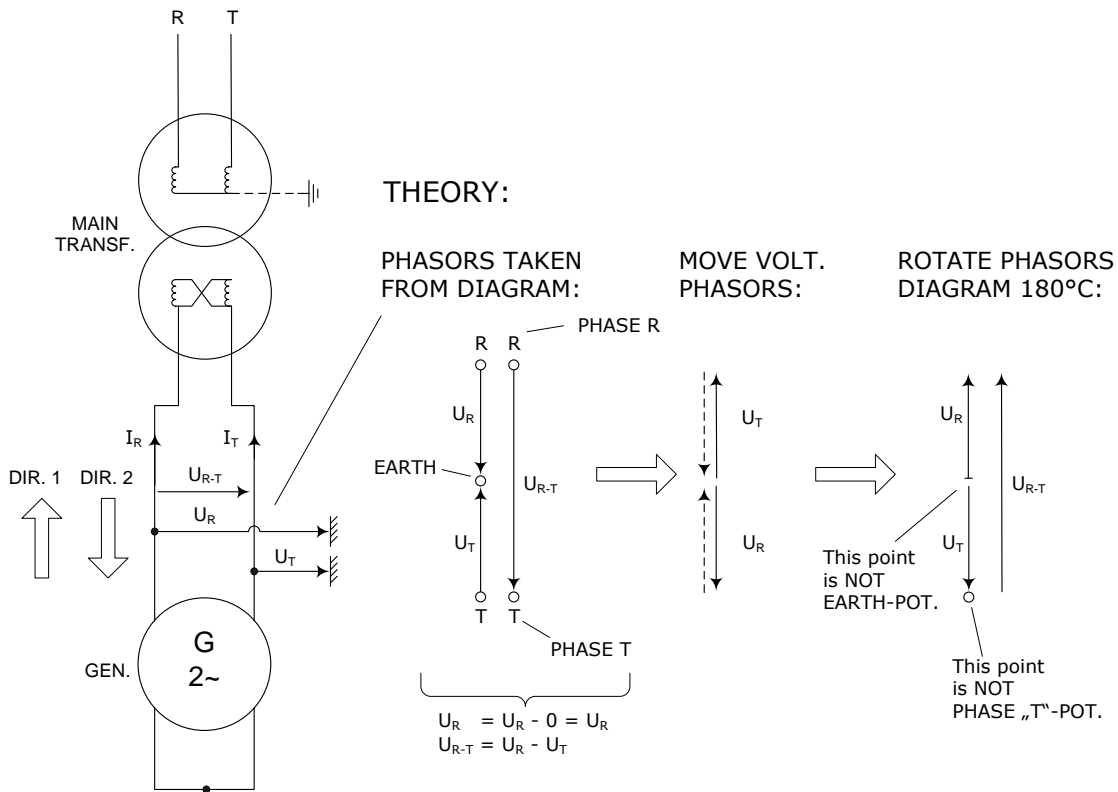 R T
MAIN
TRANSF.
I_R I_T
DIR. 1 DIR. 2
U_R-T
U_R
U_T
G
2~
GEN.
THEORY:
PHASORS TAKEN
FROM DIAGRAM:
PHASE R
R R
U_R
EARTH
U_R-T
U_T
T T
PHASE T
U_R = U_R - 0 = U_R
U_R-T = U_R - U_T
MOVE VOLT.
PHASORS:
U_T
U_R
ROTATE PHASORS
DIAGRAM 180°C:
U_R
U_R-T
U_T
This point
is NOT
EARTH-POT.
This point
is NOT
PHASE „T“-POT.